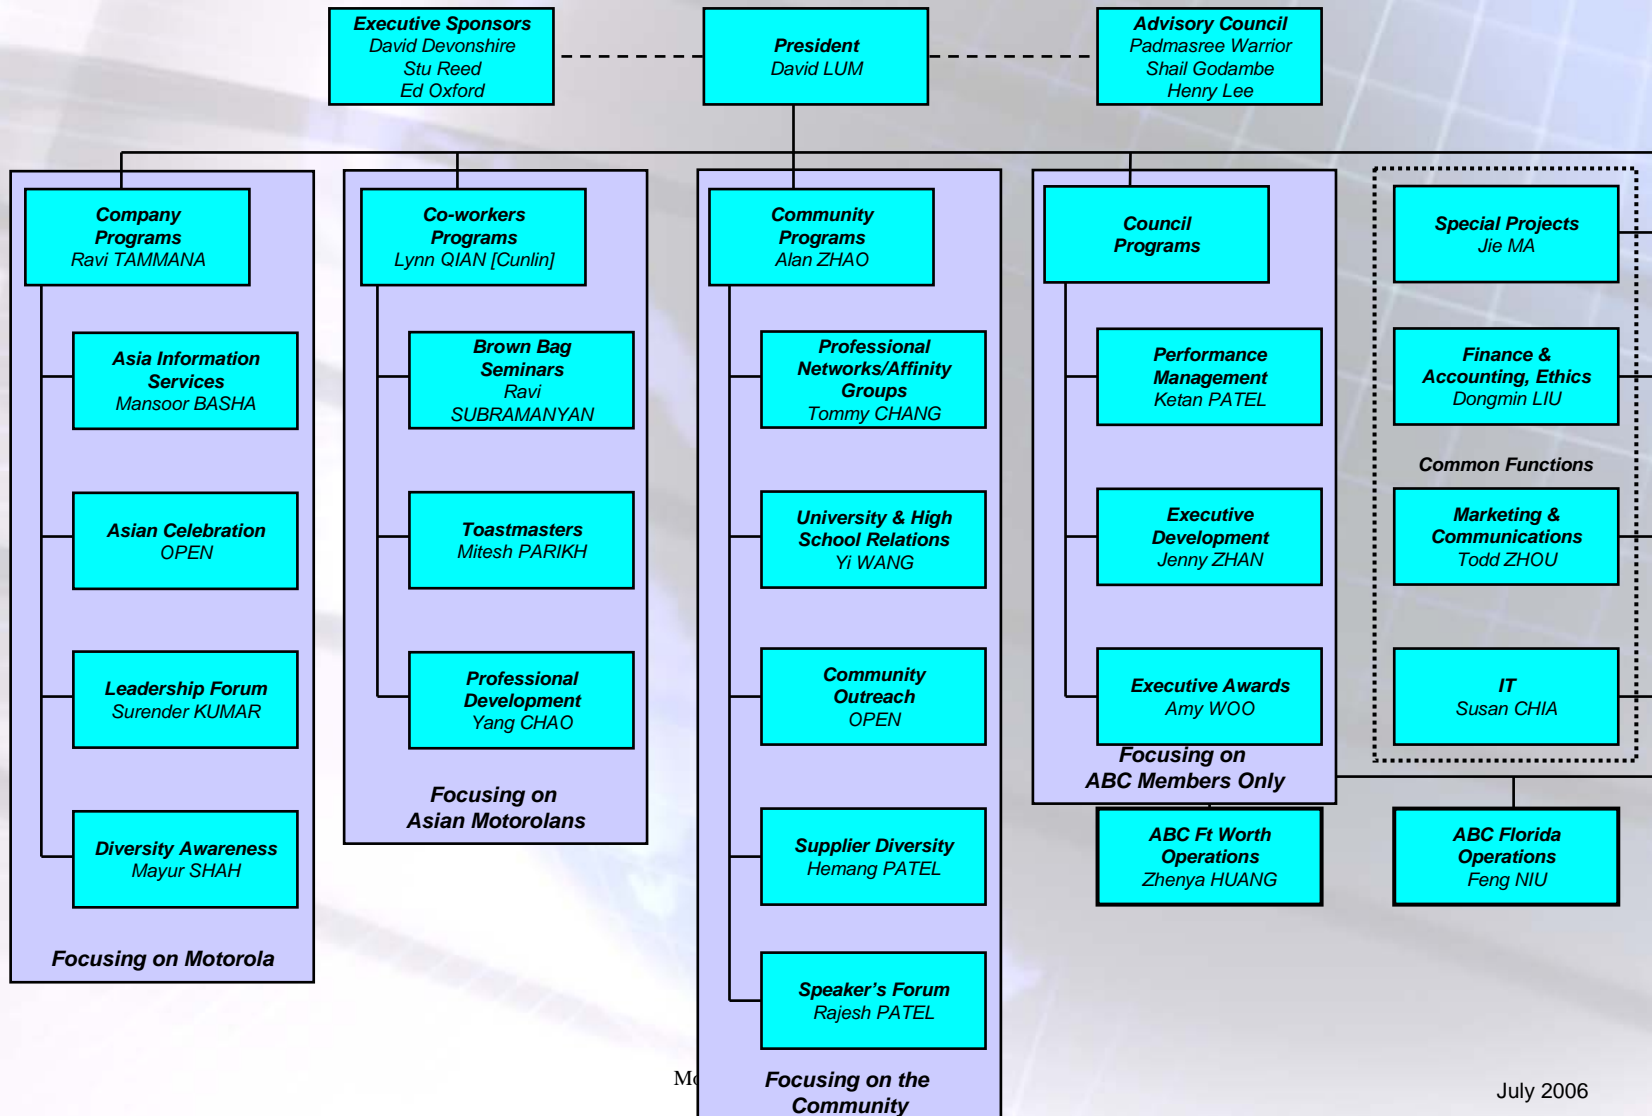 Executive Sponsors
David Devonshire
Stu Reed
Ed Oxford
President
David LUM
Advisory Council
Padmasree Warrior
Shail Godambe
Henry Lee
Company
Programs
Ravi TAMMANA
Asia Information
Services
Mansoor BASHA
Asian Celebration
OPEN
Leadership Forum
Surender KUMAR
Diversity Awareness
Mayur SHAH
Focusing on Motorola
Co-workers
Programs
Lynn QIAN [Cunlin]
Brown Bag
Seminars
Ravi
SUBRAMANYAN
Toastmasters
Mitesh PARIKH
Professional
Development
Yang CHAO
Focusing on
Asian Motorolans
Community
Programs
Alan ZHAO
Professional
Networks/Affinity
Groups
Tommy CHANG
University & High
School Relations
Yi WANG
Community
Outreach
OPEN
Supplier Diversity
Hemang PATEL
Speaker's Forum
Rajesh PATEL
Focusing on the
Community
Council
Programs
Performance
Management
Ketan PATEL
Executive
Development
Jenny ZHAN
Executive Awards
Amy WOO
Focusing on
ABC Members Only
Special Projects
Jie MA
Finance &
Accounting, Ethics
Dongmin LIU
Common Functions
Marketing &
Communications
Todd ZHOU
IT
Susan CHIA
ABC Ft Worth
Operations
Zhenya HUANG
ABC Florida
Operations
Feng NIU
July 2006